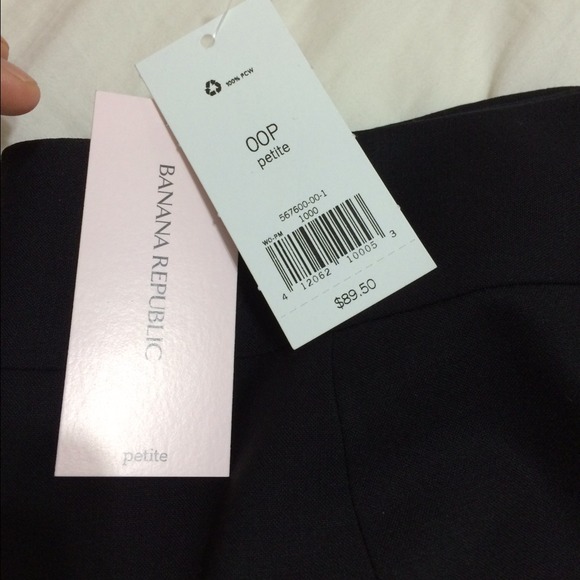 BANANA REPUBLIC
petite
100% PCW
00P
petite
567600-00-1
1000
WO-PM
4 12062 10005 3
$89.50